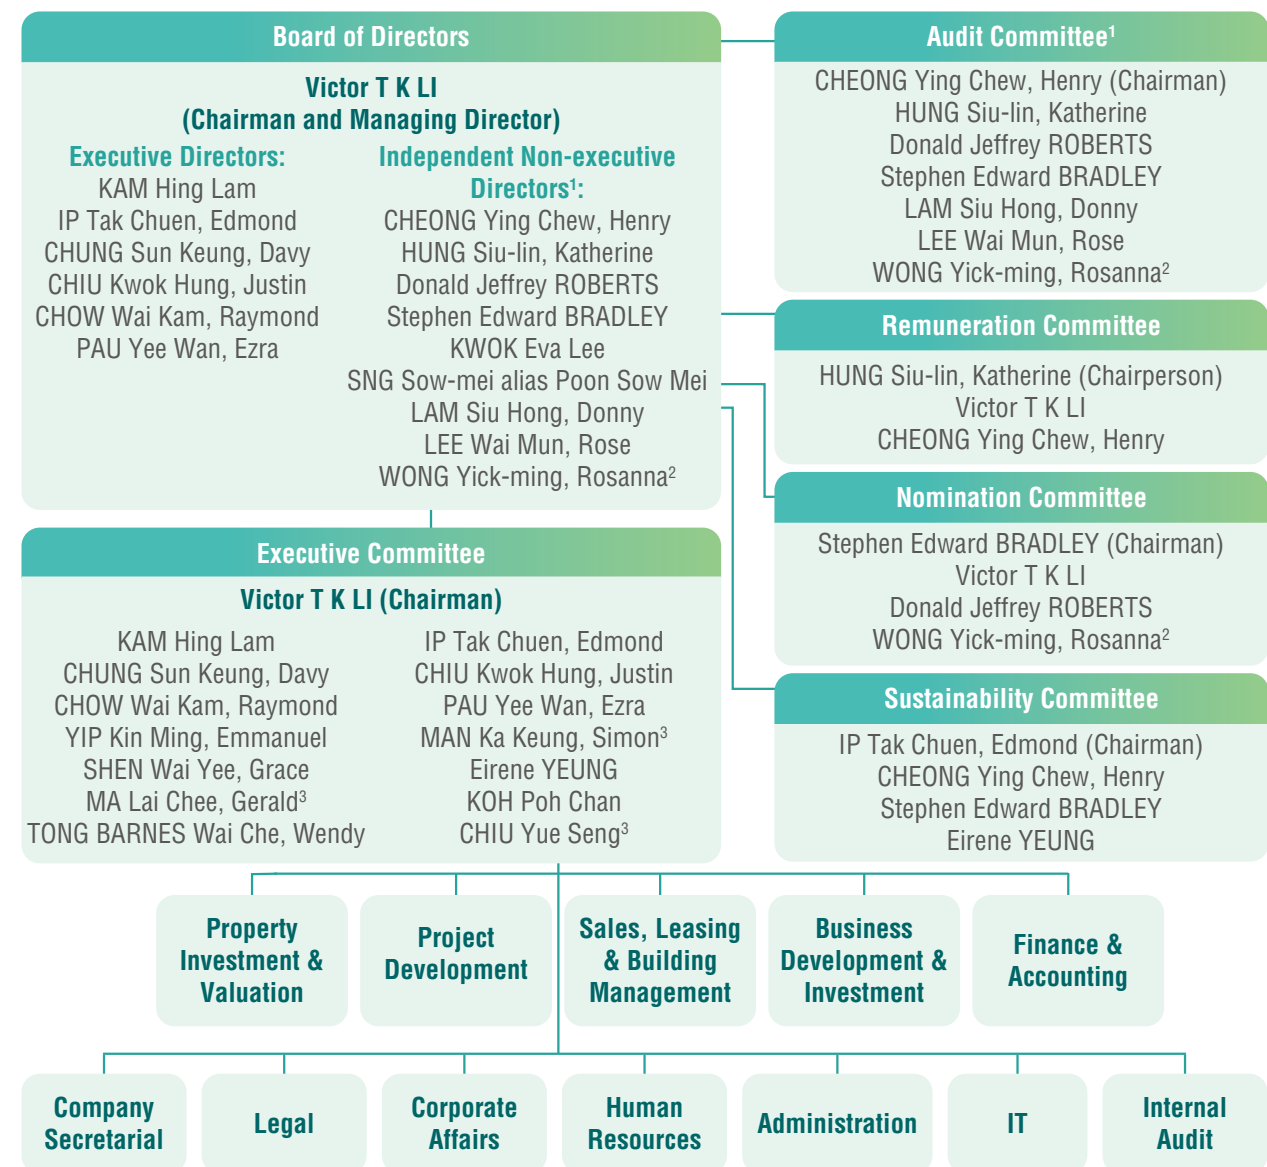 Board of Directors
Victor T K LI
(Chairman and Managing Director)
Executive Directors:
KAM Hing Lam
IP Tak Chuen, Edmond
CHUNG Sun Keung, Davy
CHIU Kwok Hung, Justin
CHOW Wai Kam, Raymond
PAU Yee Wan, Ezra
Independent Non-executive
Directors¹:
CHEONG Ying Chew, Henry
HUNG Siu-lin, Katherine
Donald Jeffrey ROBERTS
Stephen Edward BRADLEY
KWOK Eva Lee
SNG Sow-mei alias Poon Sow Mei
LAM Siu Hong, Donny
LEE Wai Mun, Rose
WONG Yick-ming, Rosanna²
Audit Committee¹
CHEONG Ying Chew, Henry (Chairman)
HUNG Siu-lin, Katherine
Donald Jeffrey ROBERTS
Stephen Edward BRADLEY
LAM Siu Hong, Donny
LEE Wai Mun, Rose
WONG Yick-ming, Rosanna²
Remuneration Committee
HUNG Siu-lin, Katherine (Chairperson)
Victor T K LI
CHEONG Ying Chew, Henry
Nomination Committee
Stephen Edward BRADLEY (Chairman)
Victor T K LI
Donald Jeffrey ROBERTS
WONG Yick-ming, Rosanna²
Sustainability Committee
IP Tak Chuen, Edmond (Chairman)
CHEONG Ying Chew, Henry
Stephen Edward BRADLEY
Eirene YEUNG
Executive Committee
Victor T K LI (Chairman)
KAM Hing Lam
CHUNG Sun Keung, Davy
CHOW Wai Kam, Raymond
YIP Kin Ming, Emmanuel
SHEN Wai Yee, Grace
MA Lai Chee, Gerald³
TONG BARNES Wai Che, Wendy
IP Tak Chuen, Edmond
CHIU Kwok Hung, Justin
PAU Yee Wan, Ezra
MAN Ka Keung, Simon³
Eirene YEUNG
KOH Poh Chan
CHIU Yue Seng³
Property
Investment &
Valuation
Project
Development
Sales, Leasing
& Building
Management
Business
Development &
Investment
Finance &
Accounting
Company
Secretarial
Legal
Corporate
Affairs
Human
Resources
Administration
IT
Internal
Audit